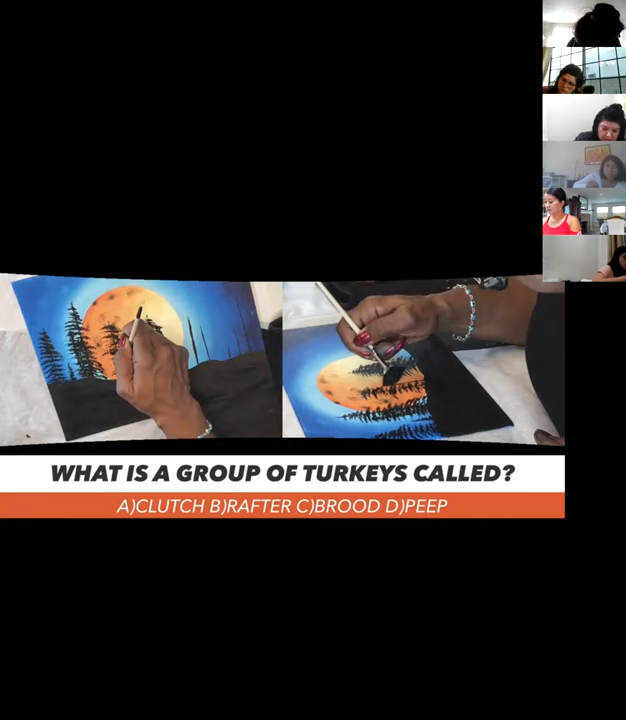 WHAT IS A GROUP OF TURKEYS CALLED?
A)CLUTCH B)RAFTER C)BROOD D)PEEP